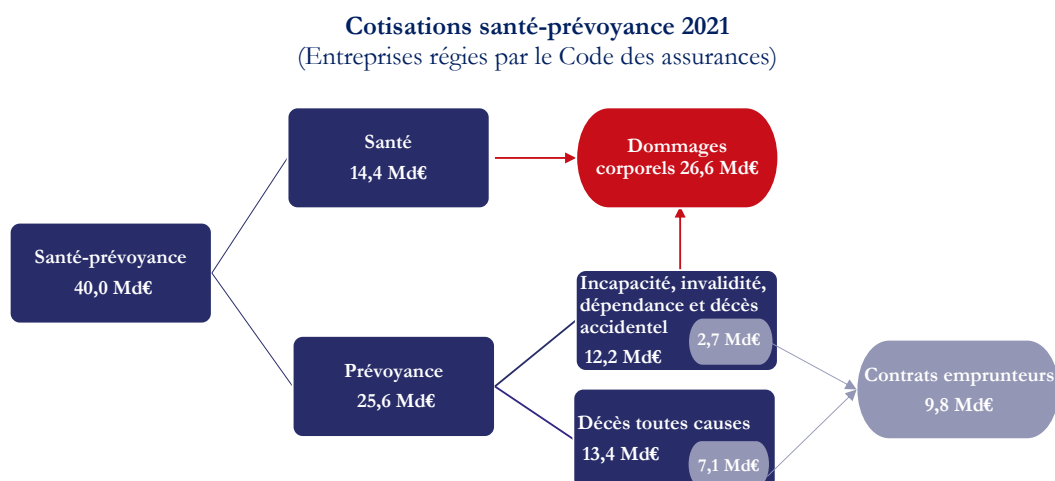 Cotisations santé-prévoyance 2021
(Entreprises régies par le Code des assurances)
Santé
14,4 Md€
Dommages
corporels 26,6 Md€
Santé-prévoyance
40,0 Md€
Incapacité, invalidité,
dépendance et décès
accidentel
12,2 Md€
2,7 Md€
Prévoyance
25,6 Md€
Contrats emprunteurs
9,8 Md€
Décès toutes causes
13,4 Md€
7,1 Md€